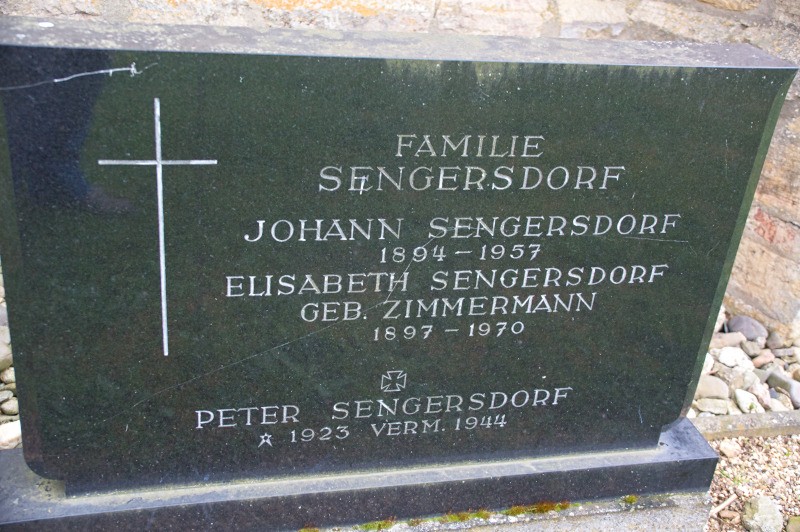 FAMILIE
SENGERSDORF
JOHANN SENGERSDORF
1894 – 1957
ELISABETH SENGERSDORF
GEB. ZIMMERMANN
1897 – 1970
PETER SENGERSDORF
☆ 1923 VERM. 1944